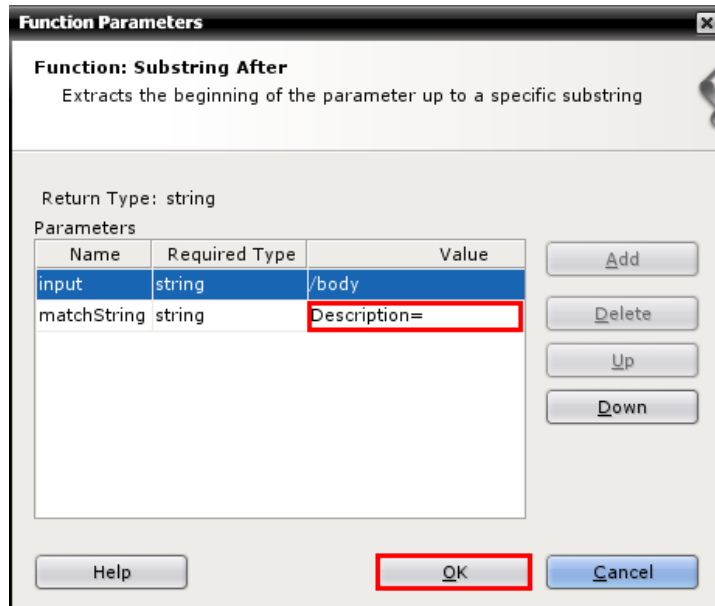 Function Parameters
Function: Substring After
Extracts the beginning of the parameter up to a specific substring
Return Type: string
Parameters
Name Required Type Value
input string /body
matchString string Description=
Add
Delete
Up
Down
Help OK Cancel